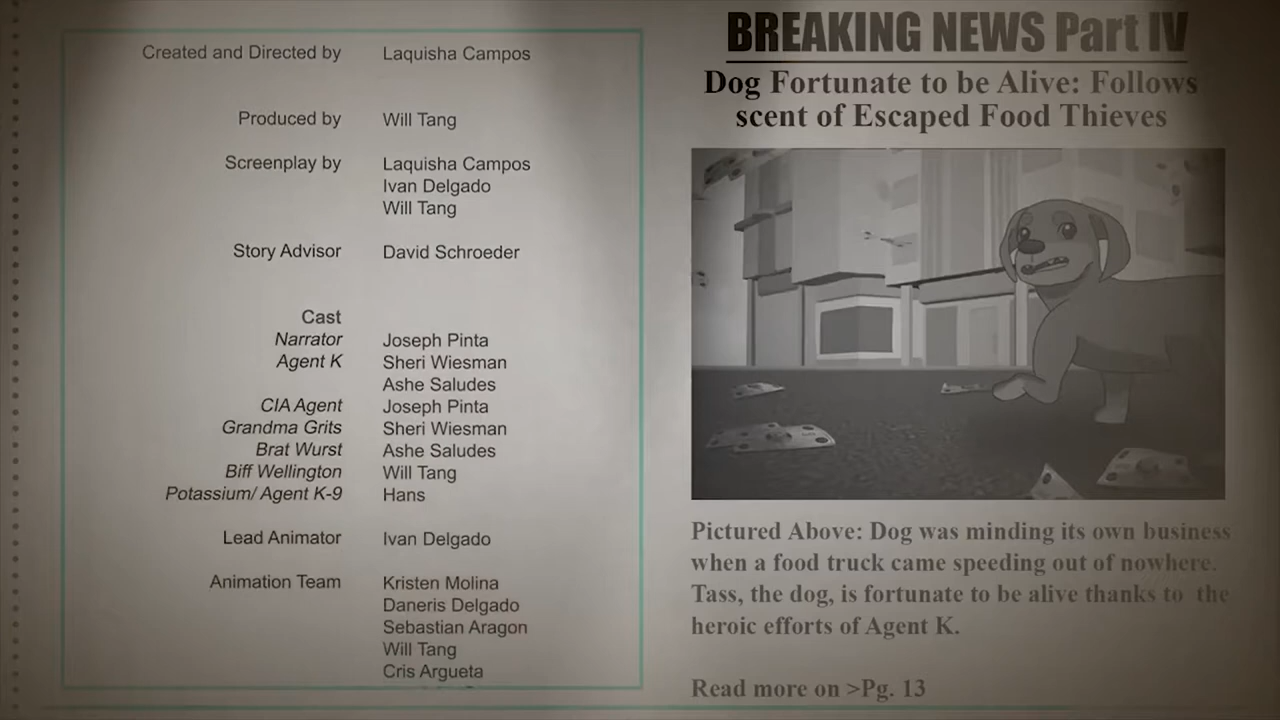 Created and Directed by Laquisha Campos
Produced by Will Tang
Screenplay by Laquisha Campos
Ivan Delgado
Will Tang
Story Advisor David Schroeder
Cast
Narrator Joseph Pinta
Agent K Sheri Wiesman
Ashe Saludes
CIA Agent Joseph Pinta
Grandma Grits Sheri Wiesman
Brat Wurst Ashe Saludes
Biff Wellington Will Tang
Potassium/ Agent K-9 Hans
Lead Animator Ivan Delgado
Animation Team Kristen Molina
Daneris Delgado
Sebastian Aragon
Will Tang
Cris Argueta
BREAKING NEWS Part IV
Dog Fortunate to be Alive: Follows
scent of Escaped Food Thieves
Pictured Above: Dog was minding its own business
when a food truck came speeding out of nowhere.
Tass, the dog, is fortunate to be alive thanks to the
heroic efforts of Agent K.
Read more on >Pg. 13